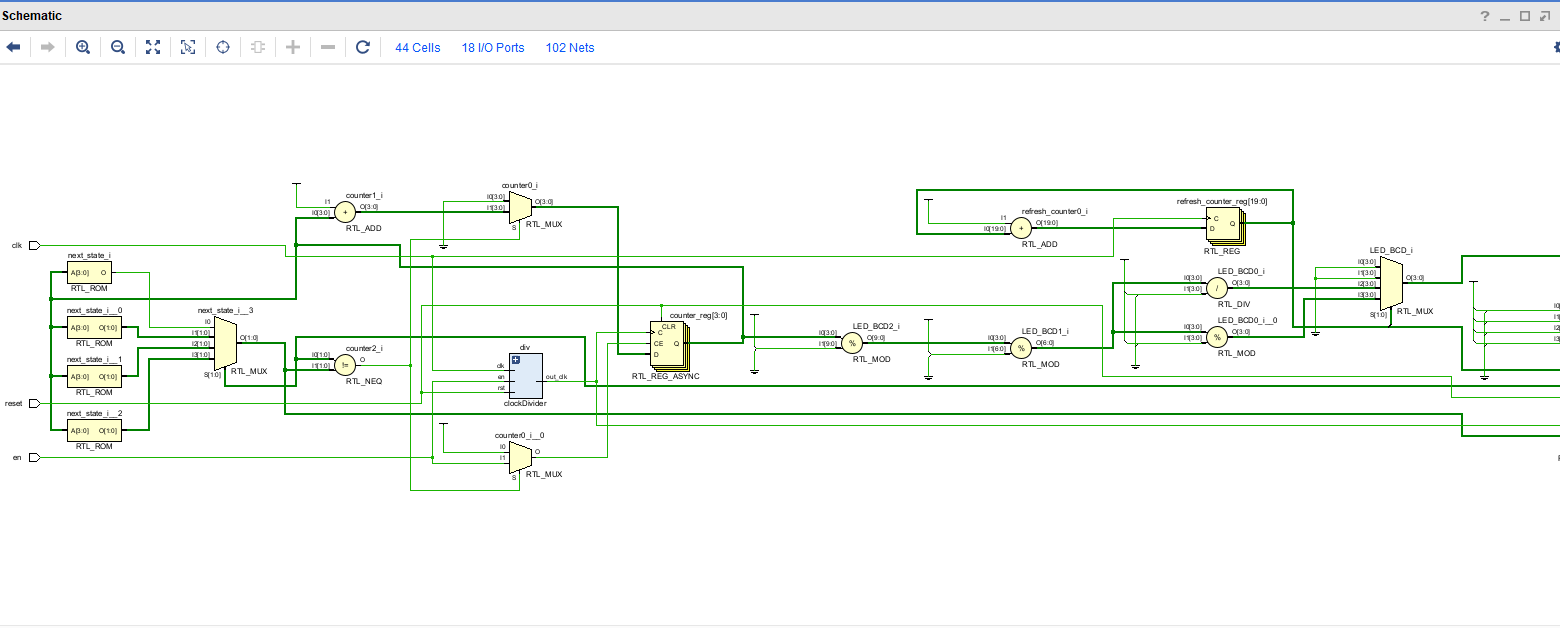 Schematic
44 Cells 18 I/O Ports 102 Nets
clk
reset
en
next_state_i
A[3:0] O
RTL_ROM
next_state_i__0
A[3:0] O[1:0]
RTL_ROM
next_state_i__1
A[3:0] O[1:0]
RTL_ROM
next_state_i__2
A[3:0] O[1:0]
RTL_ROM
next_state_i__3
I0
I1[1:0]
I2[1:0]
I3[1:0]
S[1:0]
O[1:0]
RTL_MUX
counter1_i
I1
I0[3:0]
+
O[3:0]
RTL_ADD
counter2_i
I0[1:0]
I1[1:0]
!=
O
RTL_NEQ
counter0_i
I0[3:0]
I1[3:0]
S
O[3:0]
RTL_MUX
div
clk
en
rst
out_clk
clockDivider
counter0_i__0
I0
I1
S
O
RTL_MUX
counter_reg[3:0]
CLR
C
CE
D
Q
RTL_REG_ASYNC
LED_BCD2_i
I0[3:0]
I1[9:0]
%
O[9:0]
RTL_MOD
refresh_counter0_i
I1
I0[19:0]
+
O[19:0]
RTL_ADD
LED_BCD1_i
I0[3:0]
I1[6:0]
%
O[6:0]
RTL_MOD
refresh_counter_reg[19:0]
C
D
Q
RTL_REG
LED_BCD0_i
I0[3:0]
I1[3:0]
/
O[3:0]
RTL_DIV
LED_BCD0_i__0
I0[3:0]
I1[3:0]
%
O[3:0]
RTL_MOD
LED_BCD_i
I0[3:0]
I1[3:0]
I2[3:0]
I3[3:0]
S[1:0]
O[3:0]
RTL_MUX